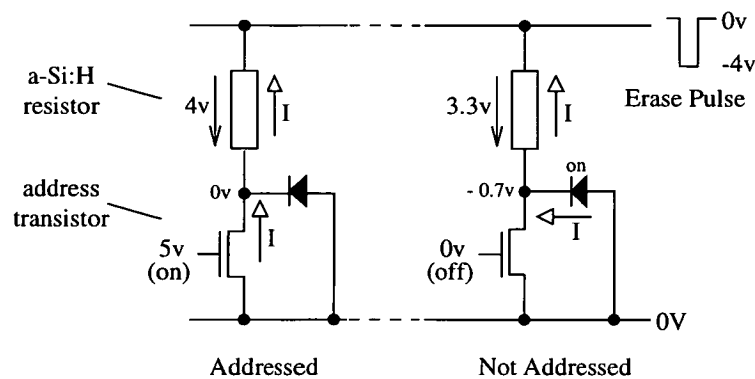 0v
-4v
Erase Pulse
a-Si:H
resistor
4v
I
3.3v
I
address
transistor
0v
I
5v
(on)
- 0.7v
on
I
0v
(off)
0V
Addressed
Not Addressed